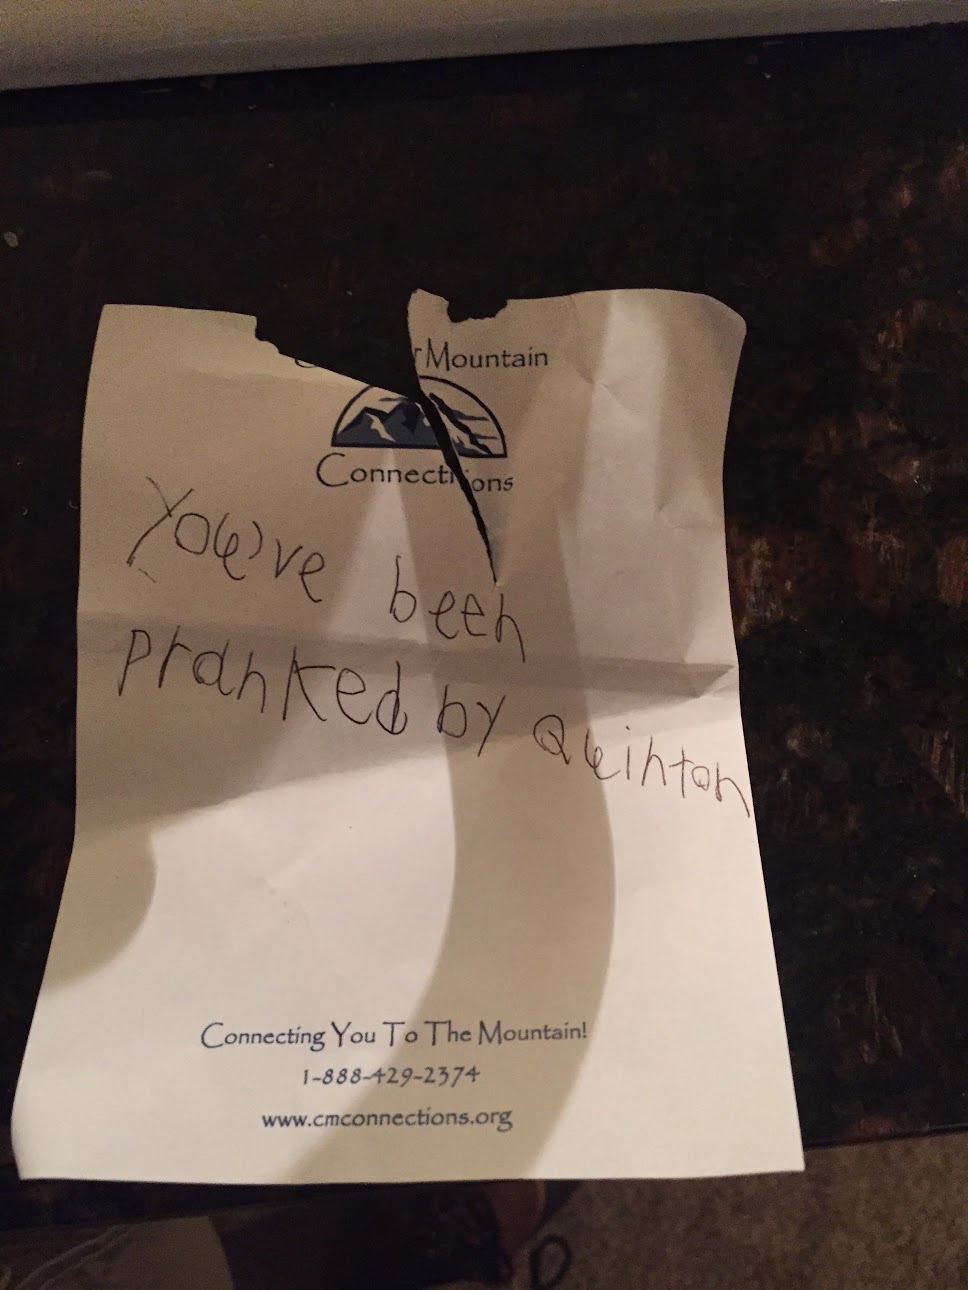 Mountain
Connections
You've been
pranked by Quinton
Connecting You To The Mountain!
1-888-429-2374
www.cmconnections.org